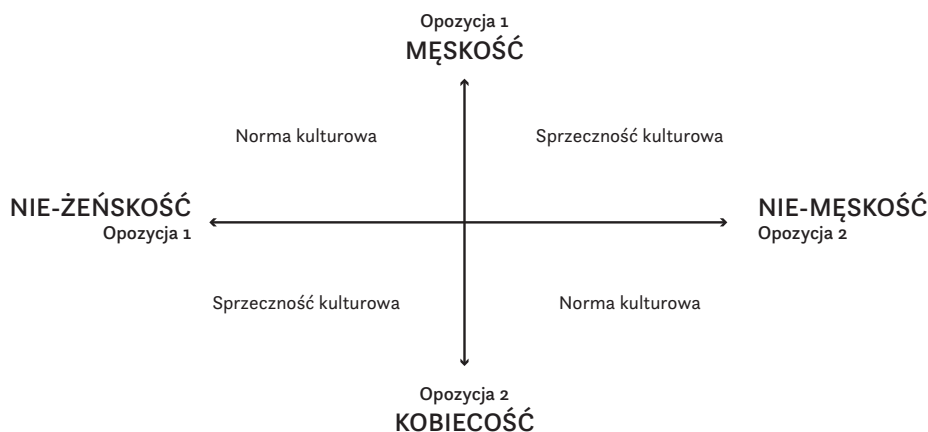 Opozycja 1
MĘSKOŚĆ
Norma kulturowa
Sprzeczność kulturowa
NIE-ŻEŃSKOŚĆ
Opozycja 1
NIE-MĘSKOŚĆ
Opozycja 2
Sprzeczność kulturowa
Norma kulturowa
Opozycja 2
KOBIECOŚĆ